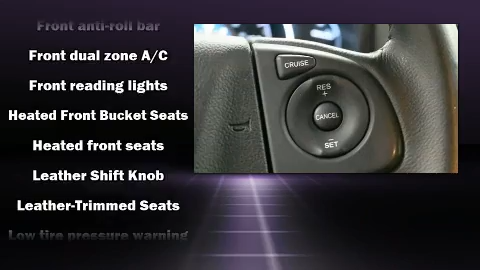 Front anti-roll bar
Front dual zone A/C
Front reading lights
Heated Front Bucket Seats
Heated front seats
Leather Shift Knob
Leather-Trimmed Seats
Low tire pressure warning
CRUISE
RES
+
CANCEL
−
SET